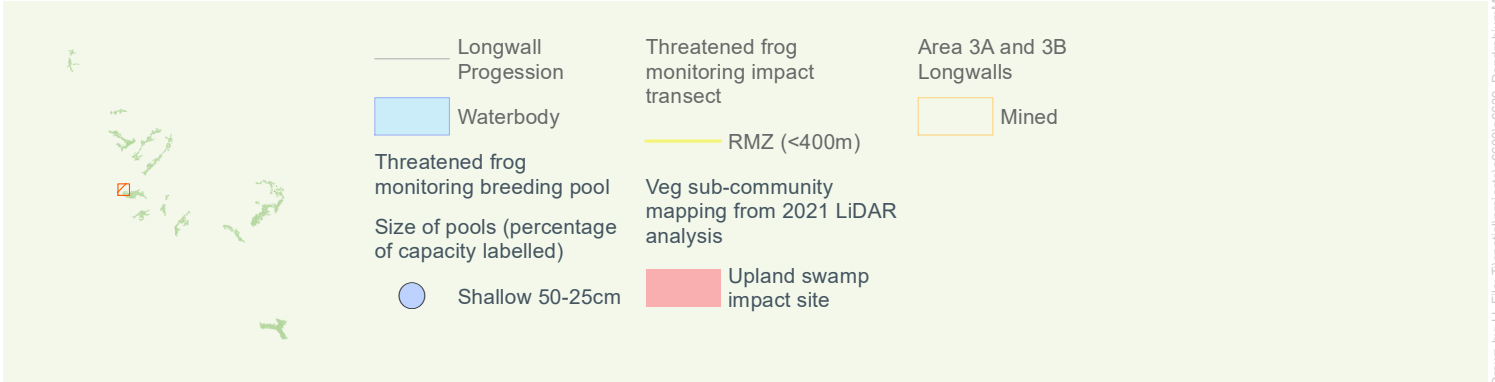 Longwall
Progession
Waterbody
Threatened frog
monitoring breeding pool
Size of pools (percentage
of capacity labelled)
Shallow 50-25cm
Threatened frog
monitoring impact
transect
RMZ (<400m)
Veg sub-community
mapping from 2021 LiDAR
analysis
Upland swamp
impact site
Area 3A and 3B
Longwalls
Mined